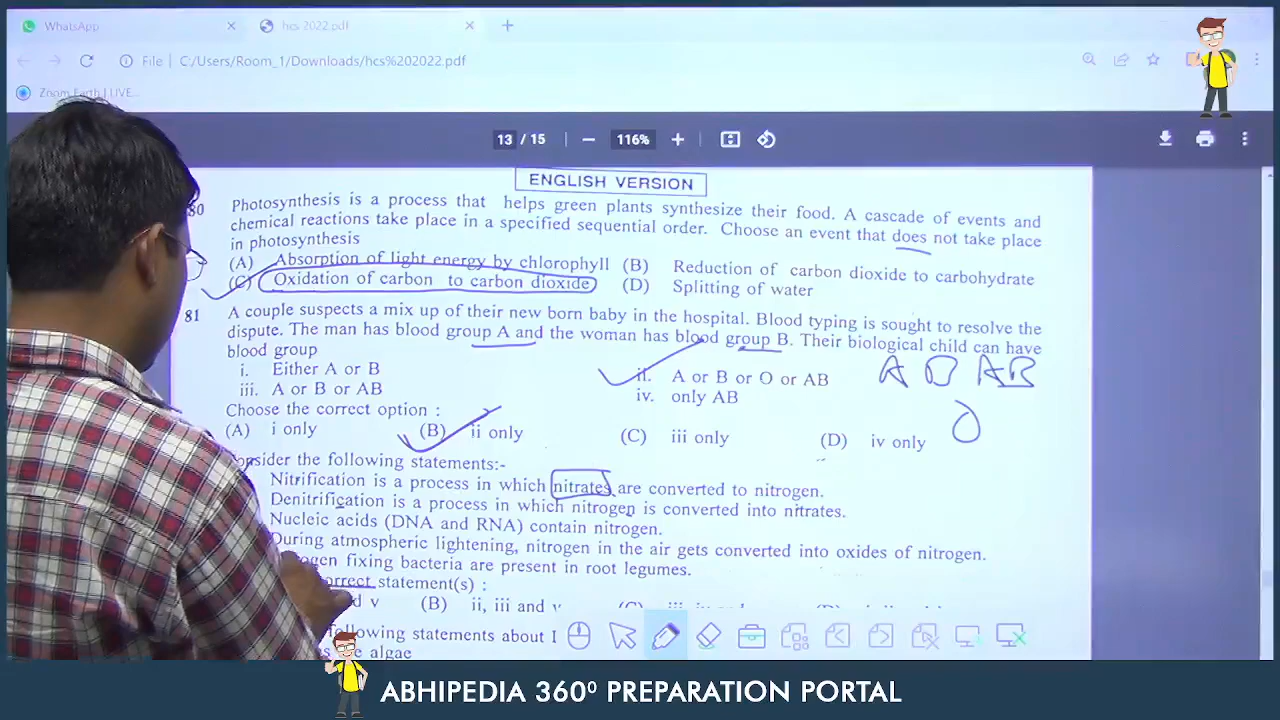 WhatsApp
hcs 2022.pdf
File C:/Users/Room_1/Downloads/hcs%202022.pdf
Zoom Earth | LIVE...
13 / 15
116%
ENGLISH VERSION
80 Photosynthesis is a process that helps green plants synthesize their food. A cascade of events and
chemical reactions take place in a specified sequential order. Choose an event that does not take place
in photosynthesis
(A) Absorption of light energy by chlorophyll (B) Reduction of carbon dioxide to carbohydrate
(C) Oxidation of carbon to carbon dioxide (D) Splitting of water
81 A couple suspects a mix up of their new born baby in the hospital. Blood typing is sought to resolve the
dispute. The man has blood group A and the woman has blood group B. Their biological child can have
blood group
i. Either A or B
ii. A or B or O or AB
iii. A or B or AB
iv. only AB
A B AB
O
Choose the correct option :
(A) i only (B) ii only (C) iii only (D) iv only
the following statements:-
Nitrification is a process in which nitrates are converted to nitrogen.
Denitrification is a process in which nitrogen is converted into nitrates.
Nucleic acids (DNA and RNA) contain nitrogen.
During atmospheric lightening, nitrogen in the air gets converted into oxides of nitrogen.
fixing bacteria are present in root legumes.
correct statement(s) :
d v (B) ii, iii and v
following statements about
algae
ABHIPEDIA 360⁰ PREPARATION PORTAL